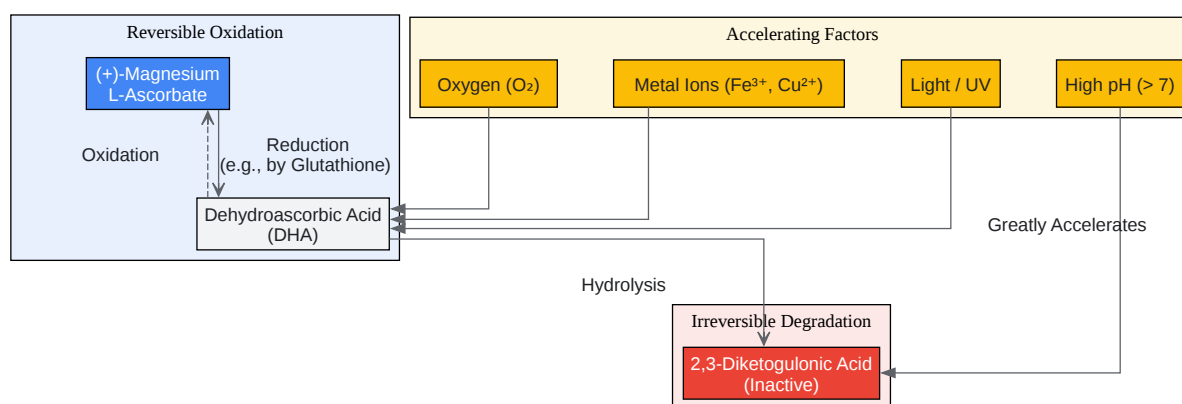 Reversible Oxidation
(+)-Magnesium
L-Ascorbate
Oxidation
Reduction
(e.g., by Glutathione)
Dehydroascorbic Acid
(DHA)
Accelerating Factors
Oxygen (O₂)
Metal Ions (Fe³⁺, Cu²⁺)
Light / UV
High pH (> 7)
Greatly Accelerates
Hydrolysis
Irreversible Degradation
2,3-Diketogulonic Acid
(Inactive)